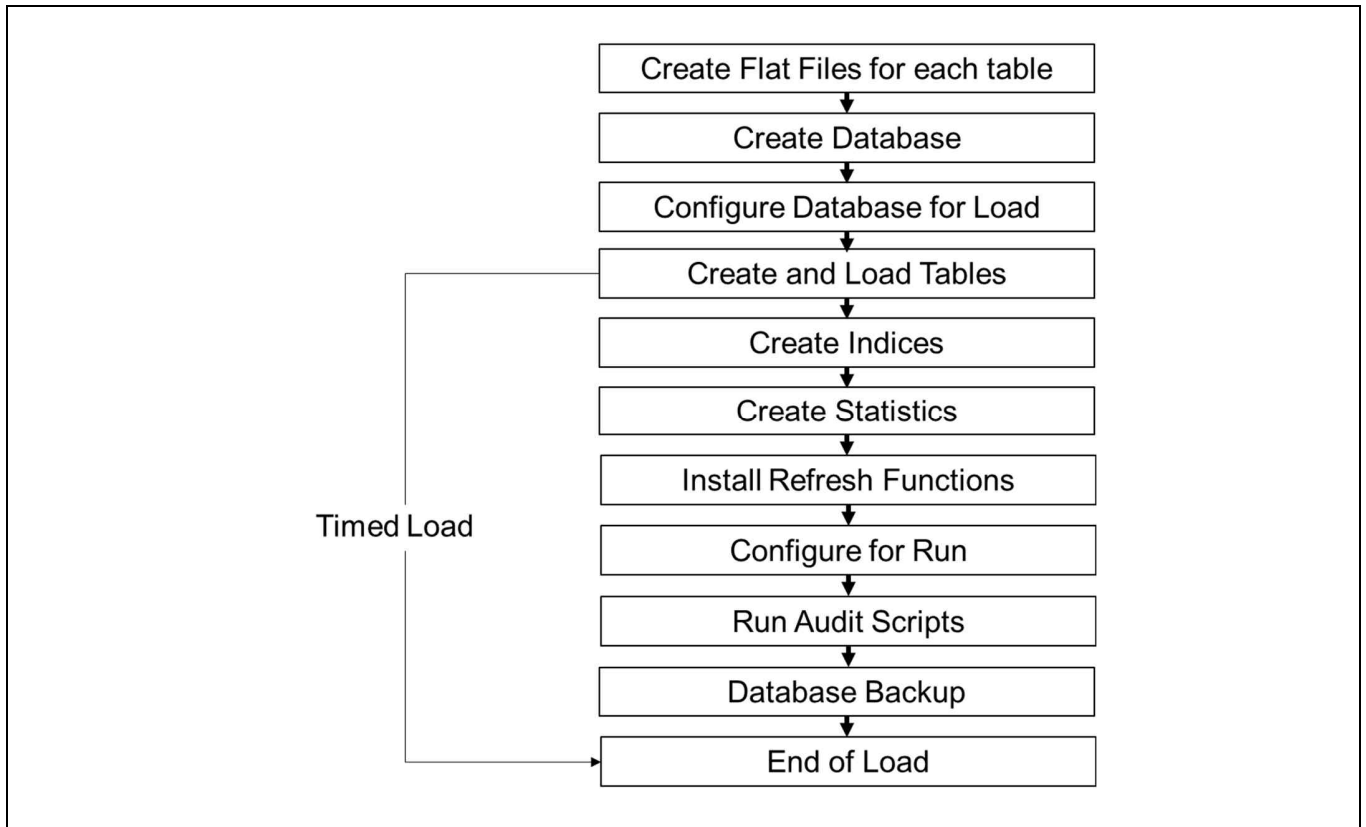 Create Flat Files for each table
Create Database
Configure Database for Load
Create and Load Tables
Create Indices
Create Statistics
Install Refresh Functions
Timed Load
Configure for Run
Run Audit Scripts
Database Backup
End of Load